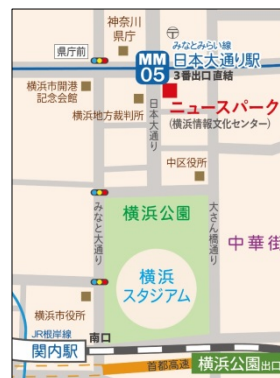 神奈川
県庁
みなとみらい線
日本大通り駅
3番出口直結
MM
05
県庁前
横浜市開港
記念会館
横浜地方裁判所
日本大通り
ニュースパーク
(横浜情報文化センター)
中区役所
みなと大通り
横浜公園
大さん橋通り
中華街
横浜
スタジアム
横浜市役所
JR根岸線
南口
関内駅
首都高速
横浜公園出口